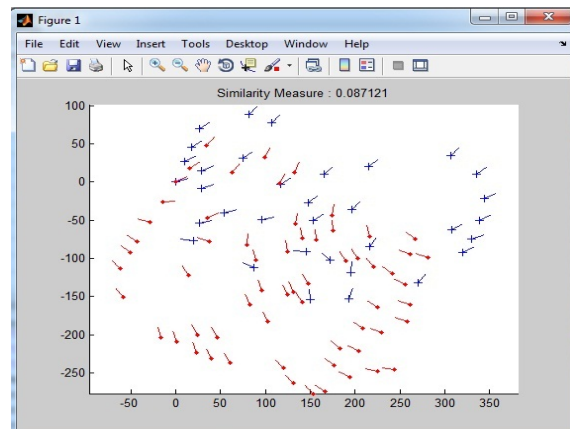 Figure 1
File Edit View Insert Tools Desktop Window Help
Similarity Measure : 0.087121
100
50
0
-50
-100
-150
-200
-250
-50 0 50 100 150 200 250 300 350